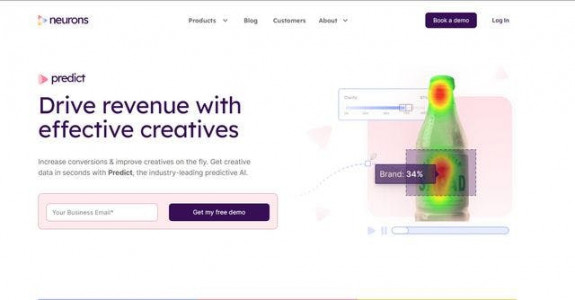 neurons
Products
Blog
Customers
About
Book a demo
Log In
predict
Drive revenue with
effective creatives
Increase conversions & improve creatives on the fly. Get creative
data in seconds with Predict, the industry-leading predictive AI.
Your Business Email*
Get my free demo
Clarity
Brand: 34%